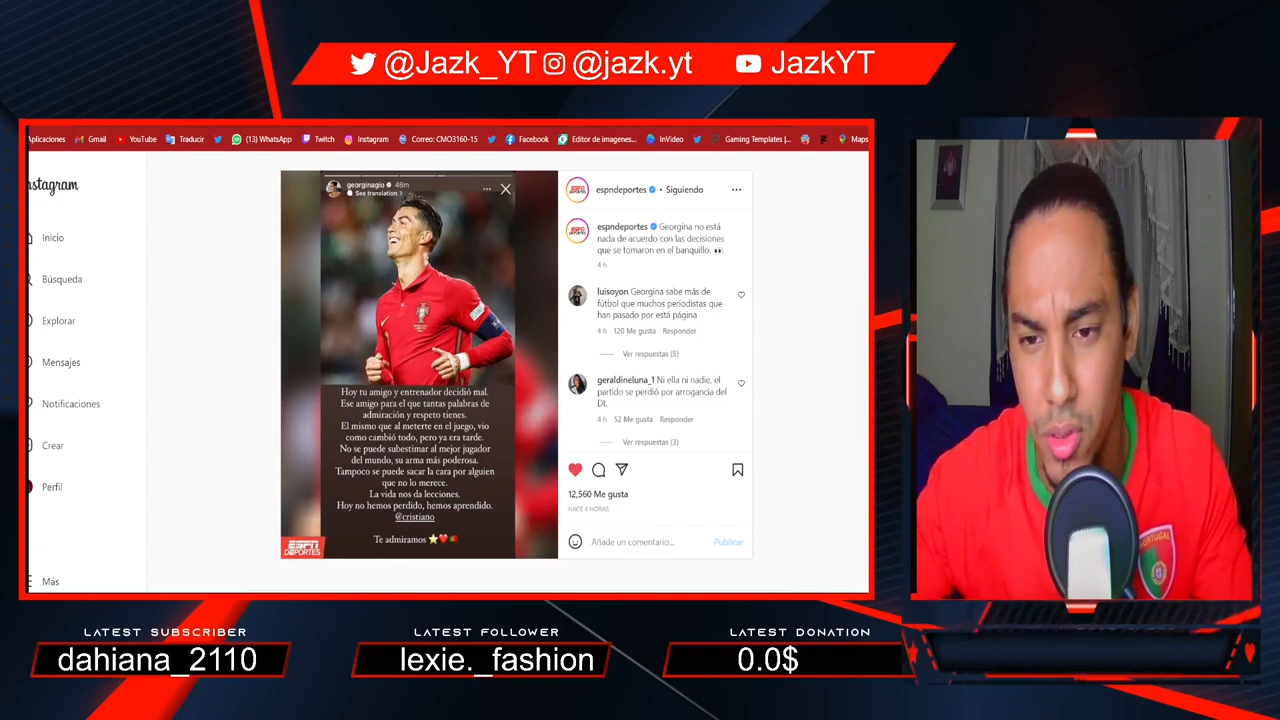 @Jazk_YT @jazk.yt JazkYT
Aplicaciones Gmail YouTube Traducir (13) WhatsApp Twitch Instagram Correo: CMO3160-15 Facebook Editor de imagenes... InVideo Gaming Templates |... Maps
nstagram
Inicio
Búsqueda
Explorar
Mensajes
Notificaciones
Crear
Perfil
Más
georginagio 46m
See translation >
Hoy tu amigo y entrenador decidió mal.
Ese amigo para el que tantas palabras de
admiración y respeto tienes.
El mismo que al meterte en el juego, vio
como cambió todo, pero ya era tarde.
No se puede subestimar al mejor jugador
del mundo, su arma más poderosa.
Tampoco se puede sacar la cara por alguien
que no lo merece.
La vida nos da lecciones.
Hoy no hemos perdido, hemos aprendido.
@cristiano
Te admiramos ⭐❤️🇵🇹
ESPN
DEPORTES
espndeportes • Siguiendo
espndeportes Georgina no está
nada de acuerdo con las decisiones
que se tomaron en el banquillo. 👀
4 h
luisoyon Georgina sabe más de
fútbol que muchos periodistas que
han pasado por está página
4 h 120 Me gusta Responder
Ver respuestas (5)
geraldineluna_1 Ni ella ni nadie, el
partido se perdió por arrogancia del
Dt.
4 h 52 Me gusta Responder
Ver respuestas (3)
12,560 Me gusta
HACE 4 HORAS
Añade un comentario... Publicar
PORTUGAL
LATEST SUBSCRIBER
dahiana_2110
LATEST FOLLOWER
lexie._fashion
LATEST DONATION
0.0$